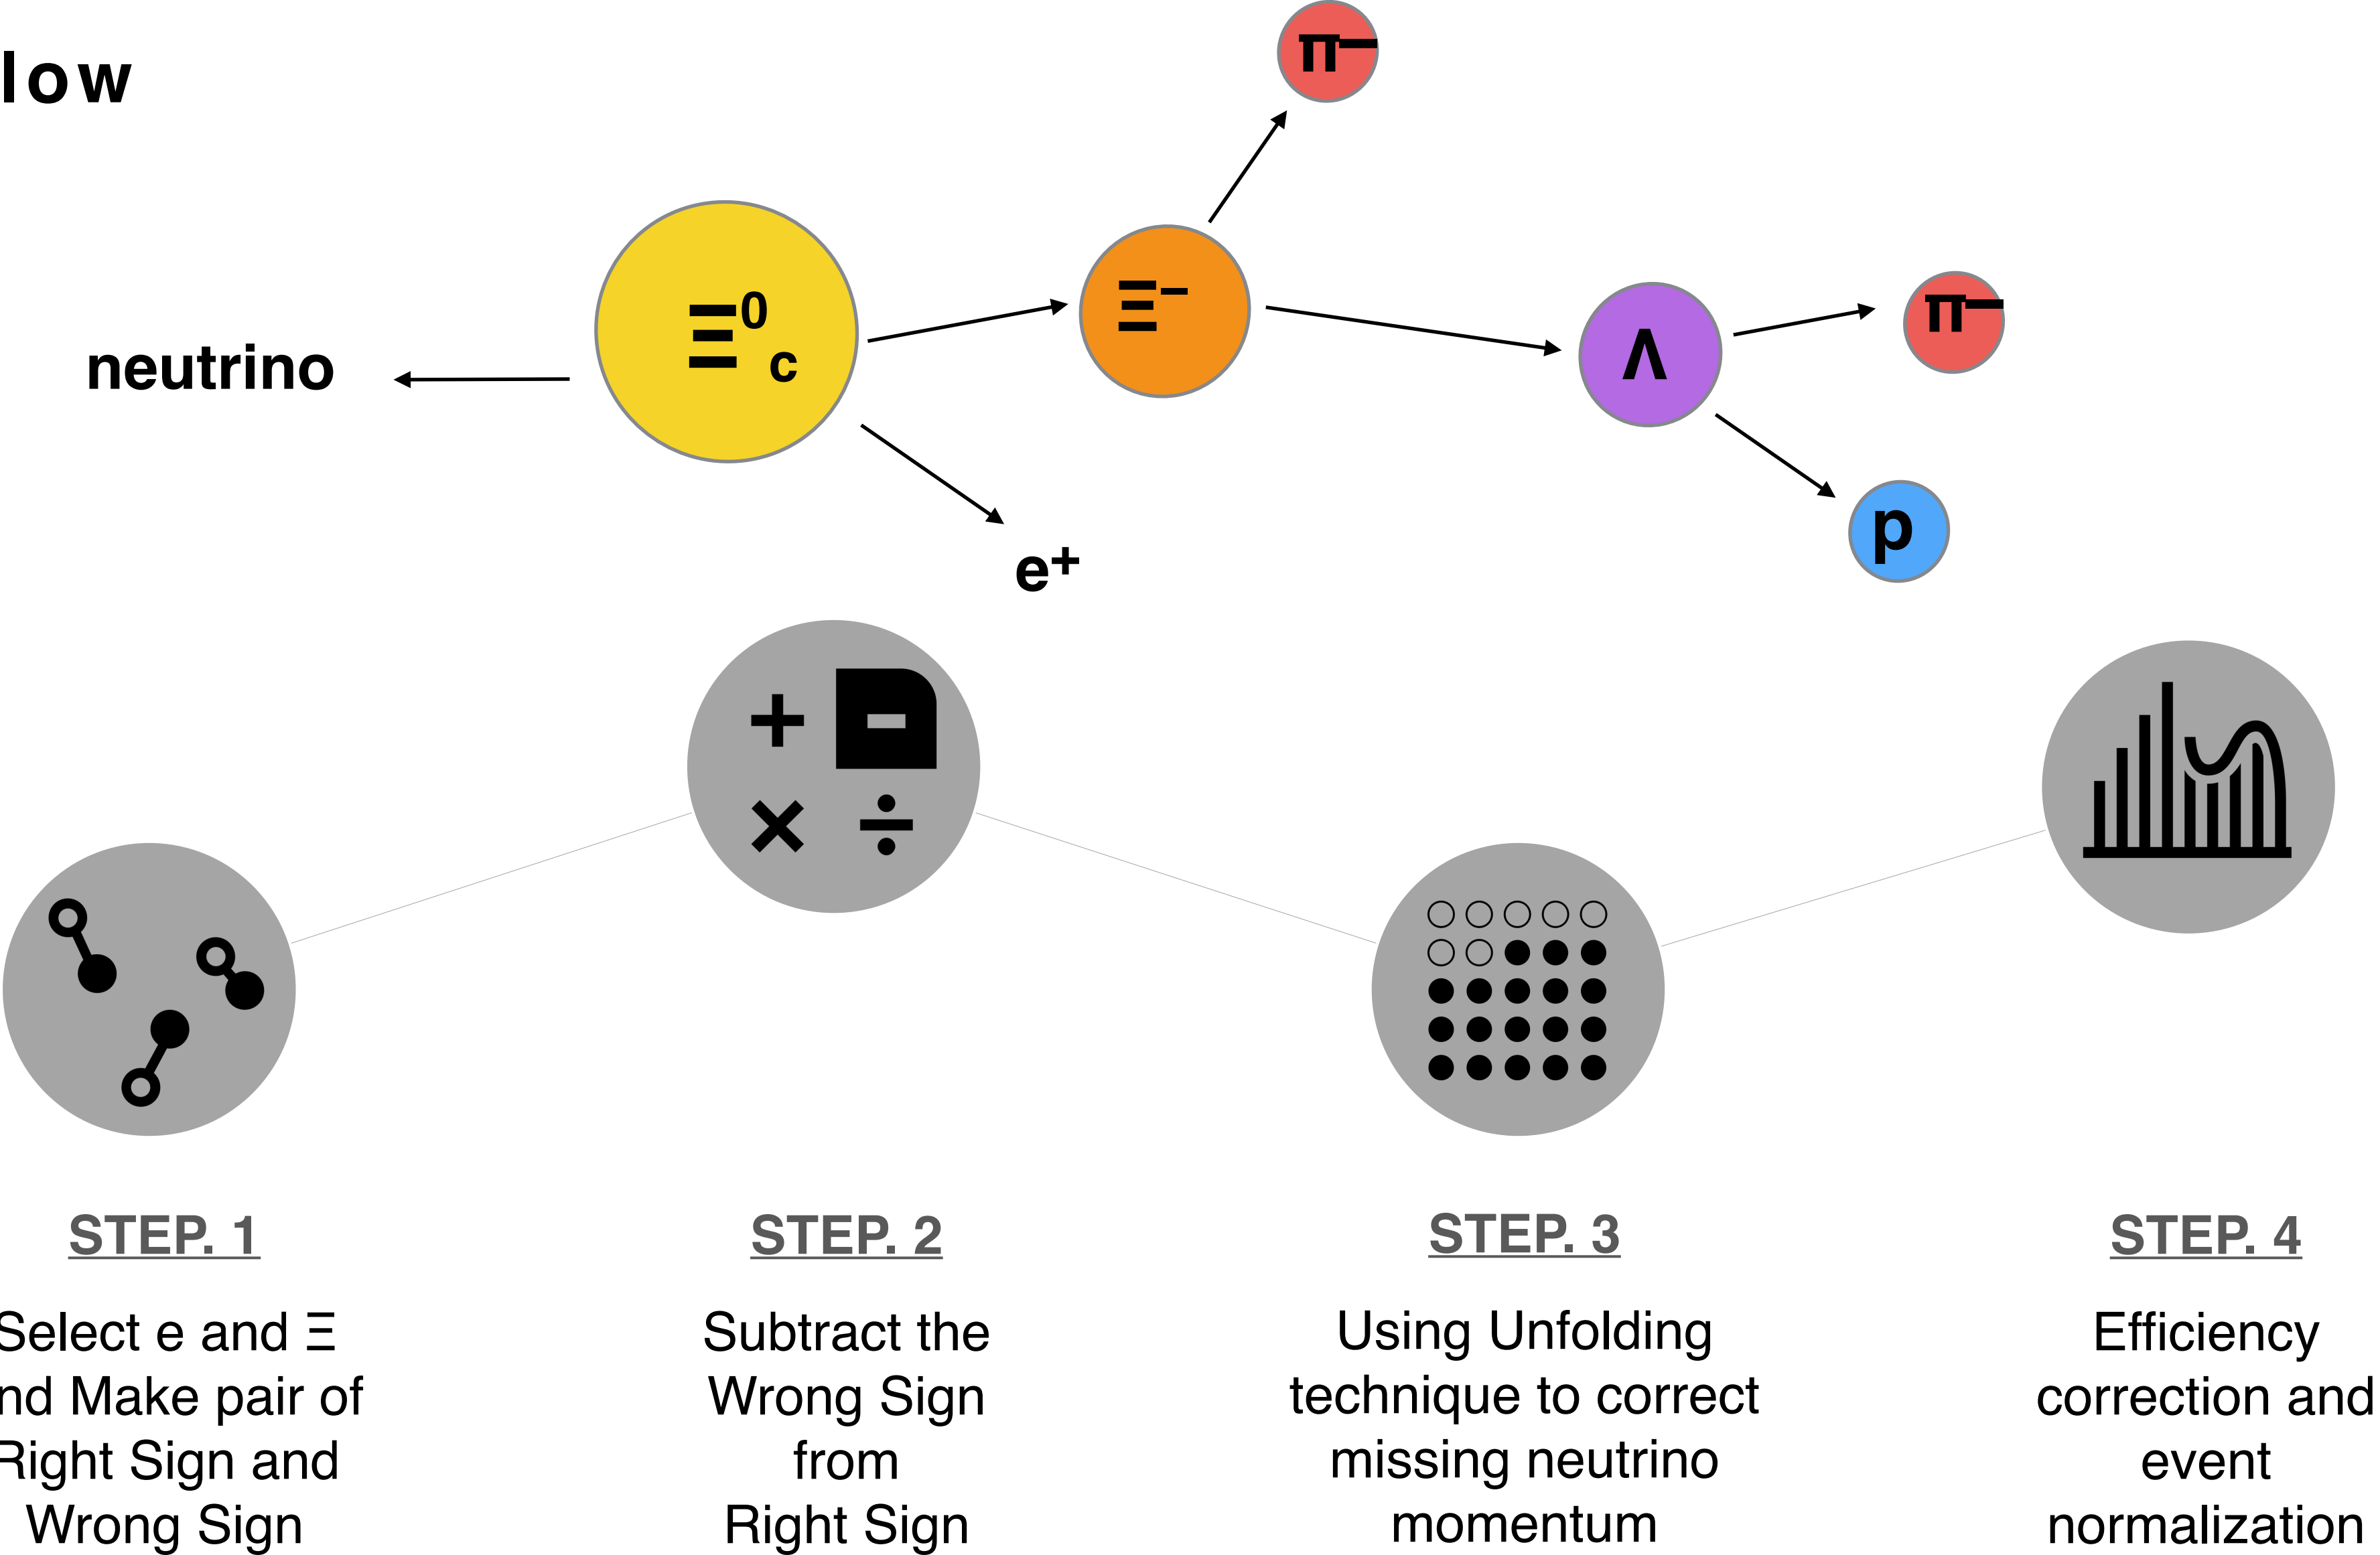 low
π−
Ξ0c
Ξ−
Λ
π−
neutrino
p
e+
+ -
× ÷
STEP. 1
Select e and Ξ
nd Make pair of
Right Sign and
Wrong Sign
STEP. 2
Subtract the
Wrong Sign
from
Right Sign
STEP. 3
Using Unfolding
technique to correct
missing neutrino
momentum
STEP. 4
Efficiency
correction and
event
normalization